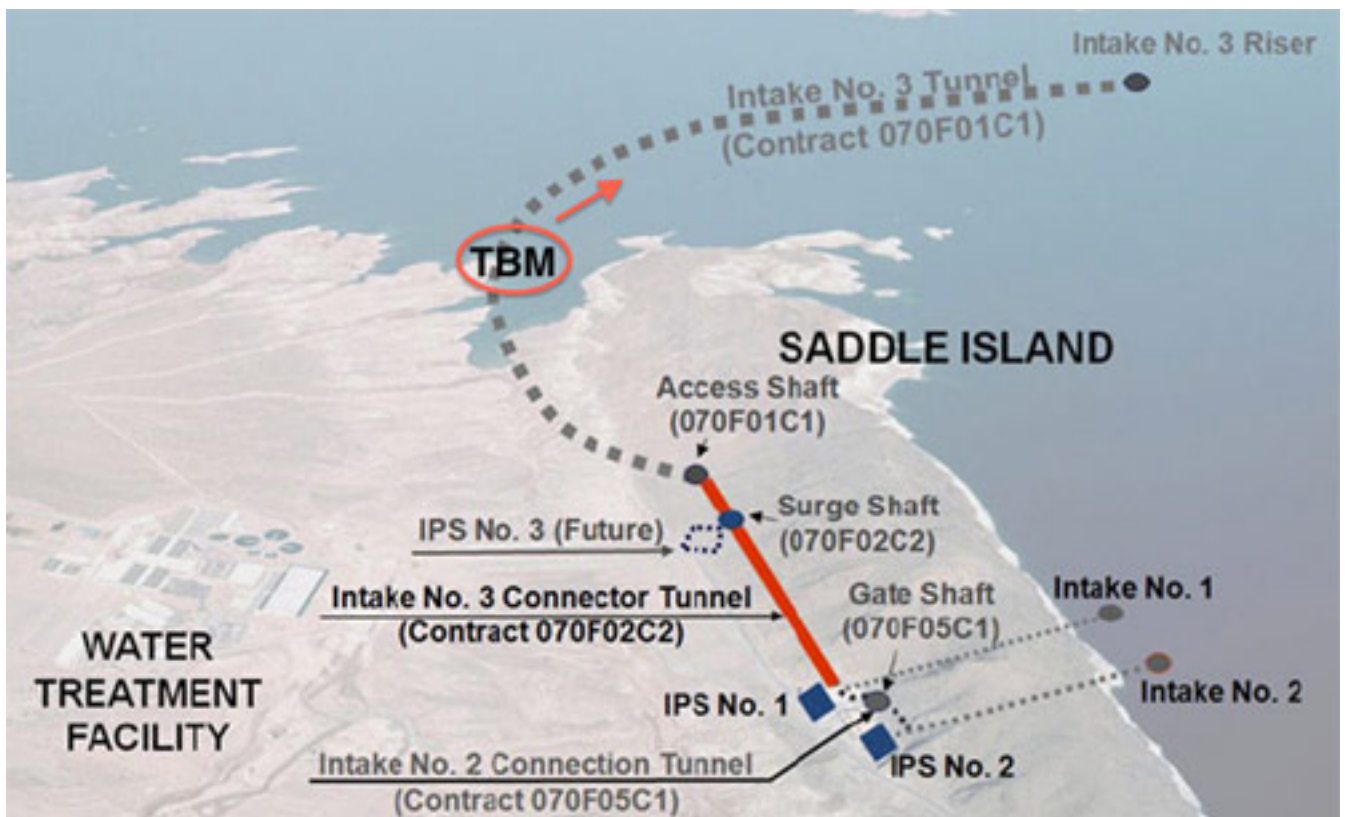 Intake No. 3 Riser
Intake No. 3 Tunnel
(Contract 070F01C1)
TBM
SADDLE ISLAND
Access Shaft
(070F01C1)
Surge Shaft
(070F02C2)
IPS No. 3 (Future)
Intake No. 3 Connector Tunnel
(Contract 070F02C2)
Gate Shaft
(070F05C1)
Intake No. 1
WATER
TREATMENT
FACILITY
IPS No. 1
Intake No. 2
Intake No. 2 Connection Tunnel
(Contract 070F05C1)
IPS No. 2